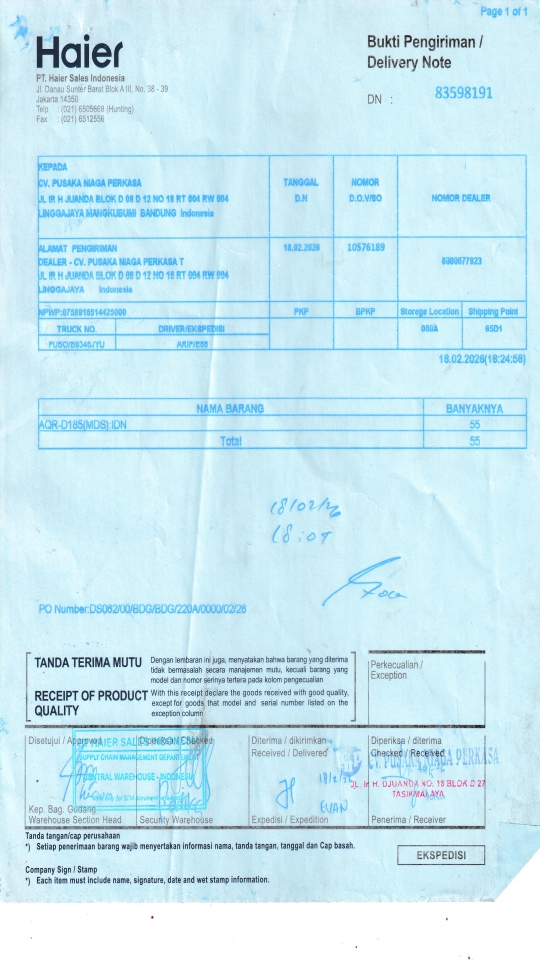 Page 1 of 1
Haier
Bukti Pengiriman /
Delivery Note
PT. Haier Sales Indonesia
Jl. Danau Sunter Barat Blok A III, No. 38 - 39
Jakarta 14350
Telp : (021) 6505668 (Hunting)
Fax : (021) 6512556
DN : 83598191
KEPADA
CV. PUSAKA NIAGA PERKASA
JL IR H JUANDA BLOK D 08 D 12 NO 18 RT 004 RW 004
LINGGAJAYA MANGKUBUMI BANDUNG Indonesia
TANGGAL
D.N
NOMOR
D.O.V/SO
NOMOR DEALER
ALAMAT PENGIRIMAN
DEALER - CV. PUSAKA NIAGA PERKASA T
JL IR H JUANDA BLOK D 08 D 12 NO 18 RT 004 RW 004
LINGGAJAYA Indonesia
18.02.2026
10576189
NPWP:0758918514425000
PKP
BPKP
Storege Location
Shipping Point
TRUCK NO.
DRIVER/EKSPEDISI
050A
65D1
18.02.2026(18:24:58)
NAMA BARANG
BANYAKNYA
AQR-D185(MDS):IDN
55
Total
55
18/02/26
18:07
PO Number:DS062/00/BDG/BDG/220A/0000/02/26
TANDA TERIMA MUTU
Dengan lembaran ini juga, menyatakan bahwa barang yang diterima
tidak bermasalah secara manajemen mutu, kecuali barang yang
model dan nomor serinya tertera pada kolom pengecualian
RECEIPT OF PRODUCT
QUALITY
With this receipt declare the goods received with good quality,
except for goods that model and serial number listed on the
exception column
Perkecualian /
Exception
Disetujui / Approved
Diperiksa / Checked
Diterima / dikirimkan
Received / Delivered
Diperiksa / diterima
Checked / Received
PT HAIER SALES INDONESIA
SUPPLY CHAIN MANAGEMENT DEPARTMENT
CENTRAL WAREHOUSE - INDONESIA
CV. PUSAKA NIAGA PERKASA
JL. Ir H. DJUANDA NO. 18 BLOK D 27
TASIKMALAYA
EVAN
Kep. Bag. Gudang
Warehouse Section Head
Security Warehouse
Expedisi / Expedition
Penerima / Receiver
Tanda tangan/cap perusahaan
*) Setiap penerimaan barang wajib menyertakan informasi nama, tanda tangan, tanggal dan Cap basah.
EKSPEDISI
Company Sign / Stamp
*) Each item must include name, signature, date and wet stamp information.